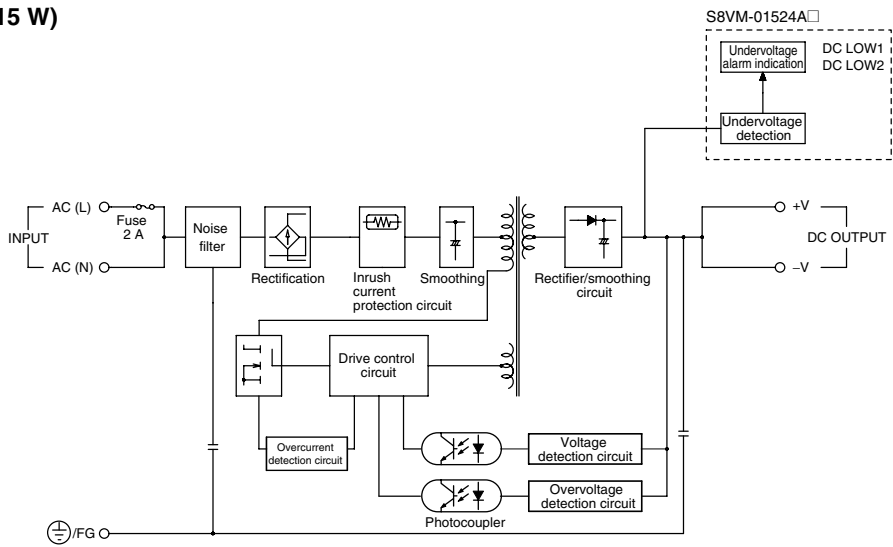 15 W)
S8VM-01524A□
Undervoltage
alarm indication
DC LOW1
DC LOW2
Undervoltage
detection
AC (L)
Fuse
2 A
INPUT
AC (N)
Noise
filter
Rectification
Inrush
current
protection circuit
Smoothing
Rectifier/smoothing
circuit
+V
DC OUTPUT
–V
Drive control
circuit
Overcurrent
detection circuit
Voltage
detection circuit
Overvoltage
detection circuit
Photocoupler
/FG